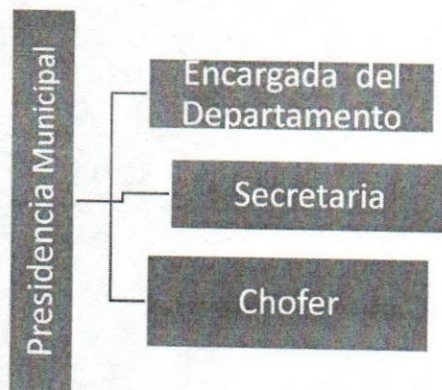 Presidencia Municipal
Encargada del
Departamento
Secretaria
Chofer